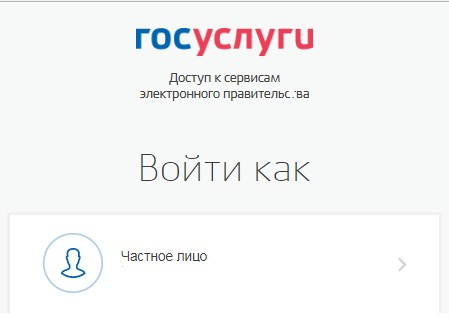 госуслуги
Доступ к сервисам
электронного правительства
Войти как
Частное лицо